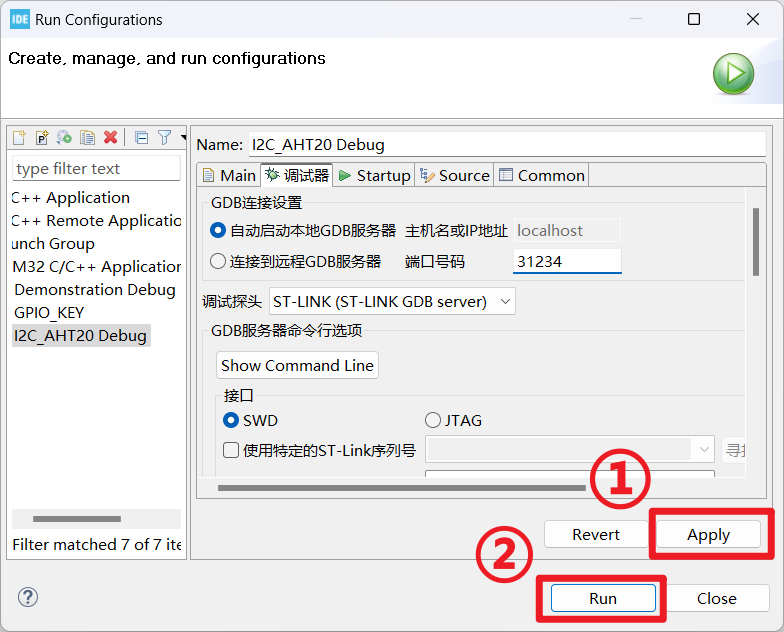 IDE Run Configurations
Create, manage, and run configurations
type filter text
C++ Application
C++ Remote Applicatio
unch Group
M32 C/C++ Application
Demonstration Debug
GPIO_KEY
I2C_AHT20 Debug
Filter matched 7 of 7 ite
Name: I2C_AHT20 Debug
Main 调试器 Startup Source Common
GDB连接设置
自动启动本地GDB服务器 主机名或IP地址 localhost
连接到远程GDB服务器 端口号码 31234
调试探头 ST-LINK (ST-LINK GDB server)
GDB服务器命令行选项
Show Command Line
接口
SWD JTAG
使用特定的ST-Link序列号 寻
①
Revert Apply
②
Run Close